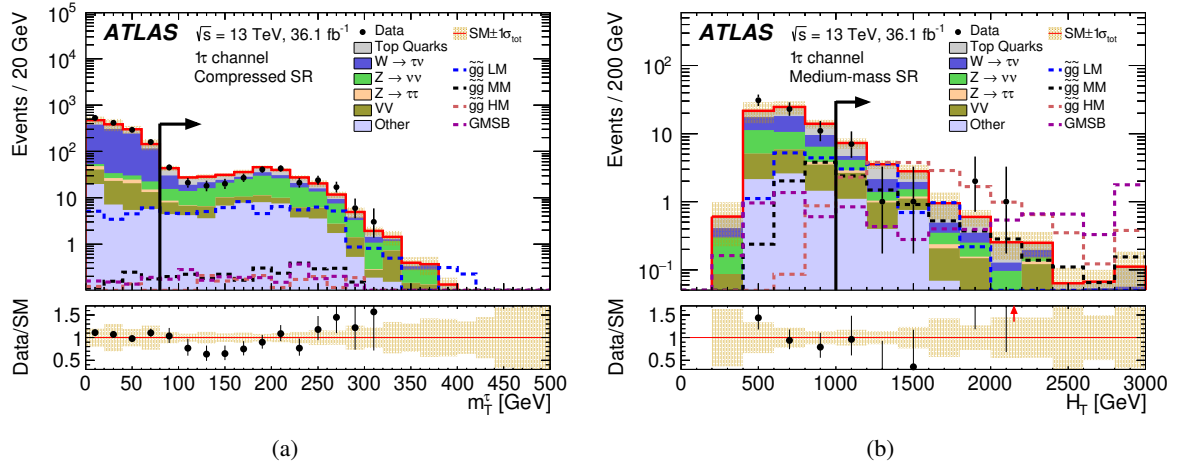 ATLAS √s = 13 TeV, 36.1 fb⁻¹
1τ channel
Compressed SR
Data
Top Quarks
W → τν
Z → νν
Z → ττ
VV
Other
SM±1σ_tot
g̃g̃ LM
g̃g̃ MM
g̃g̃ HM
GMSB
Events / 20 GeV
10⁵
10⁴
10³
10²
10
1
Data/SM
1.5
1
0.5
0 50 100 150 200 250 300 350 400 450 500
m_T^τ [GeV]
(a)
ATLAS √s = 13 TeV, 36.1 fb⁻¹
1τ channel
Medium-mass SR
Data
Top Quarks
W → τν
Z → νν
Z → ττ
VV
Other
SM±1σ_tot
g̃g̃ LM
g̃g̃ MM
g̃g̃ HM
GMSB
Events / 200 GeV
10²
10
1
10⁻¹
Data/SM
1.5
1
0.5
0 500 1000 1500 2000 2500 3000
H_T [GeV]
(b)